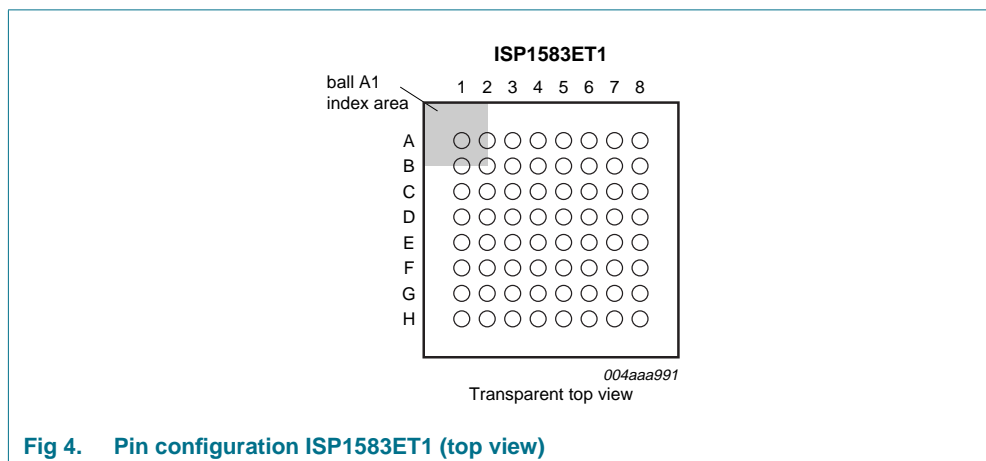 ISP1583ET1
ball A1
index area
1 2 3 4 5 6 7 8
A
B
C
D
E
F
G
H
004aaa991
Transparent top view
Fig 4. Pin configuration ISP1583ET1 (top view)